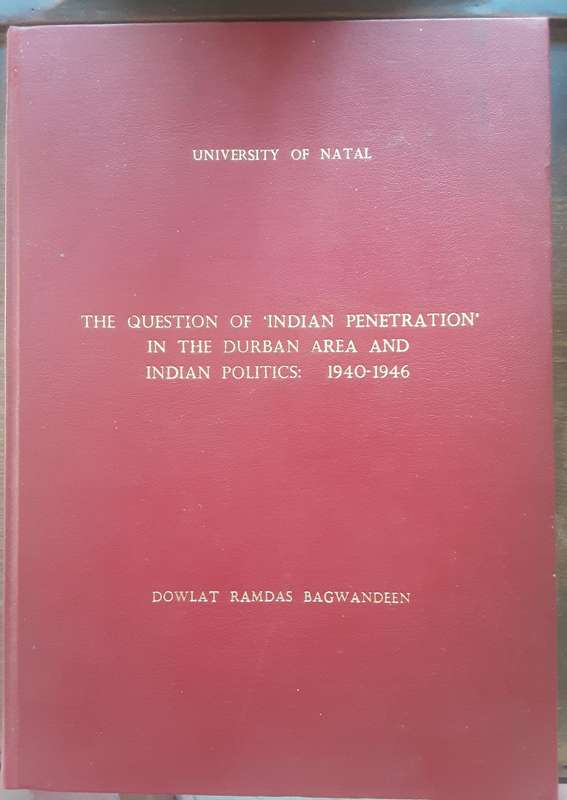 UNIVERSITY OF NATAL
THE QUESTION OF 'INDIAN PENETRATION'
IN THE DURBAN AREA AND
INDIAN POLITICS: 1940-1946
DOWLAT RAMDAS BAGWANDEEN